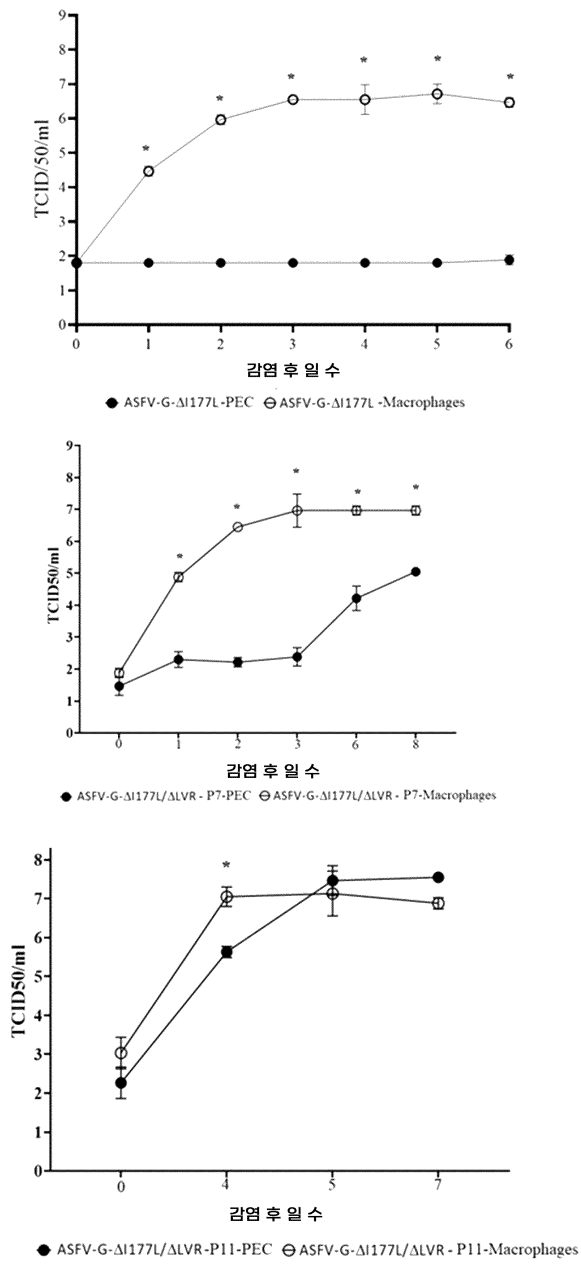 9
8
7
6
5
4
3
2
1
0
TCID/50/ml
* * * * * *
0 1 2 3 4 5 6
감염 후 일 수
ASFV-G-ΔI177L-PEC ASFV-G-ΔI177L -Macrophages
9
8
7
6
5
4
3
2
1
0
TCID50/ml
* * * * *
0 1 2 3 6 8
감염 후 일 수
ASFV-G-ΔI177L/ΔLVR - P7-PEC ASFV-G-ΔI177L/ΔLVR - P7-Macrophages
8
7
6
5
4
3
2
1
0
TCID50/ml
*
0 4 5 7
감염 후 일 수
ASFV-G-ΔI177L/ΔLVR-P11-PEC ASFV-G-ΔI177L/ΔLVR - P11-Macrophages